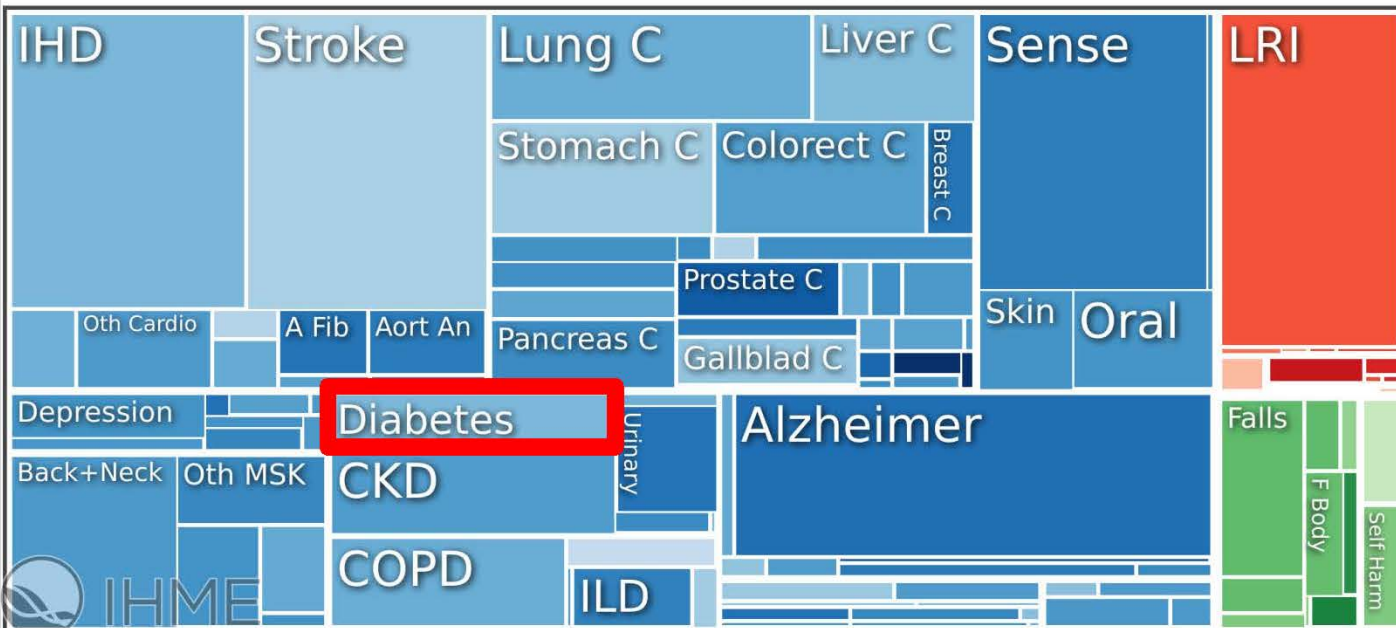 IHD
Stroke
Lung C
Liver C
Sense
LRI
Stomach C
Colorect C
Breast C
Prostate C
Oth Cardio
A Fib
Aort An
Pancreas C
Gallblad C
Skin
Oral
Depression
Diabetes
Urinary
Alzheimer
Falls
Back+Neck
Oth MSK
CKD
F Body
Self Harm
COPD
ILD
IHME